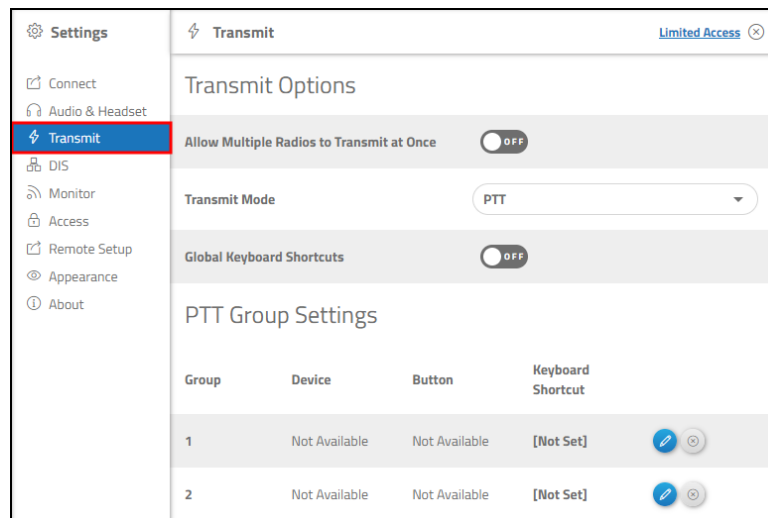 Settings
Transmit
Limited Access
Connect
Audio & Headset
Transmit
DIS
Monitor
Access
Remote Setup
Appearance
About
Transmit Options
Allow Multiple Radios to Transmit at Once
OFF
Transmit Mode
PTT
Global Keyboard Shortcuts
OFF
PTT Group Settings
Group Device Button Keyboard
Shortcut
1 Not Available Not Available [Not Set]
2 Not Available Not Available [Not Set]